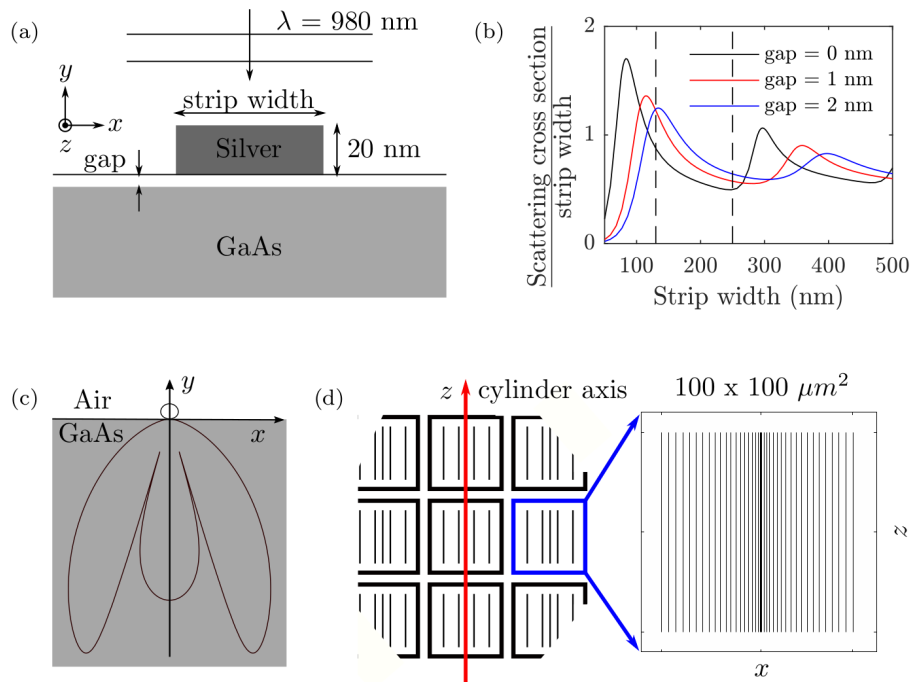 (a)
λ = 980 nm
y
x
z
strip width
Silver
20 nm
gap
GaAs
(b)
Scattering cross section
strip width
2
1
0
gap = 0 nm
gap = 1 nm
gap = 2 nm
100 200 300 400 500
Strip width (nm)
(c)
y
Air
GaAs
x
(d)
z cylinder axis
100 x 100 μm²
z
x